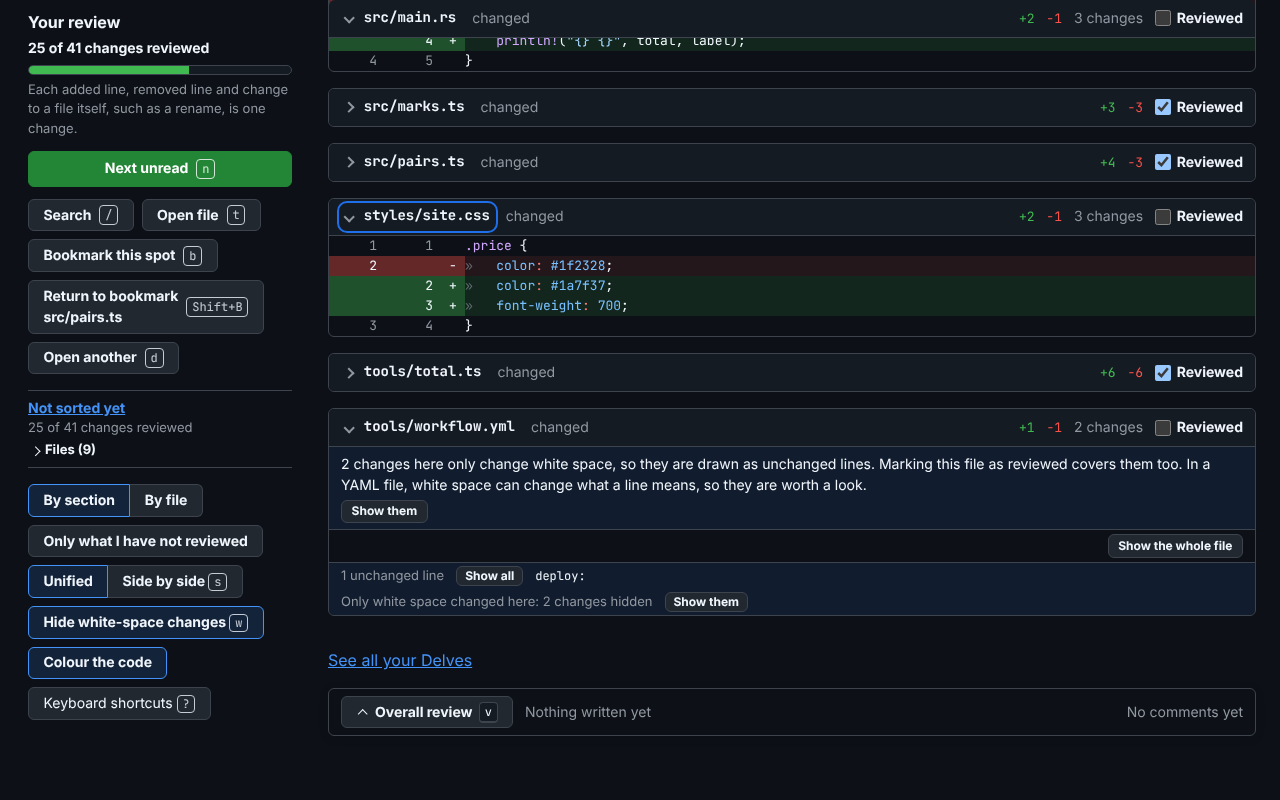 Your review
25 of 41 changes reviewed
Each added line, removed line and change
to a file itself, such as a rename, is one
change.
Next unread n
Search / Open file t
Bookmark this spot b
Return to bookmark
src/pairs.ts Shift+B
Open another d
Not sorted yet
25 of 41 changes reviewed
Files (9)
By section By file
Only what I have not reviewed
Unified Side by side s
Hide white-space changes w
Colour the code
Keyboard shortcuts ?
src/main.rs changed +2 -1 3 changes Reviewed
4 + println!("{} {}", total, label);
4 5 }
src/marks.ts changed +3 -3 Reviewed
src/pairs.ts changed +4 -3 Reviewed
styles/site.css changed +2 -1 3 changes Reviewed
1 1 .price {
2 - » color: #1f2328;
2 + » color: #1a7f37;
3 + » font-weight: 700;
3 4 }
tools/total.ts changed +6 -6 Reviewed
tools/workflow.yml changed +1 -1 2 changes Reviewed
2 changes here only change white space, so they are drawn as unchanged lines. Marking this file as reviewed covers them too. In a
YAML file, white space can change what a line means, so they are worth a look.
Show them
Show the whole file
1 unchanged line Show all deploy:
Only white space changed here: 2 changes hidden Show them
See all your Delves
Overall review v Nothing written yet No comments yet